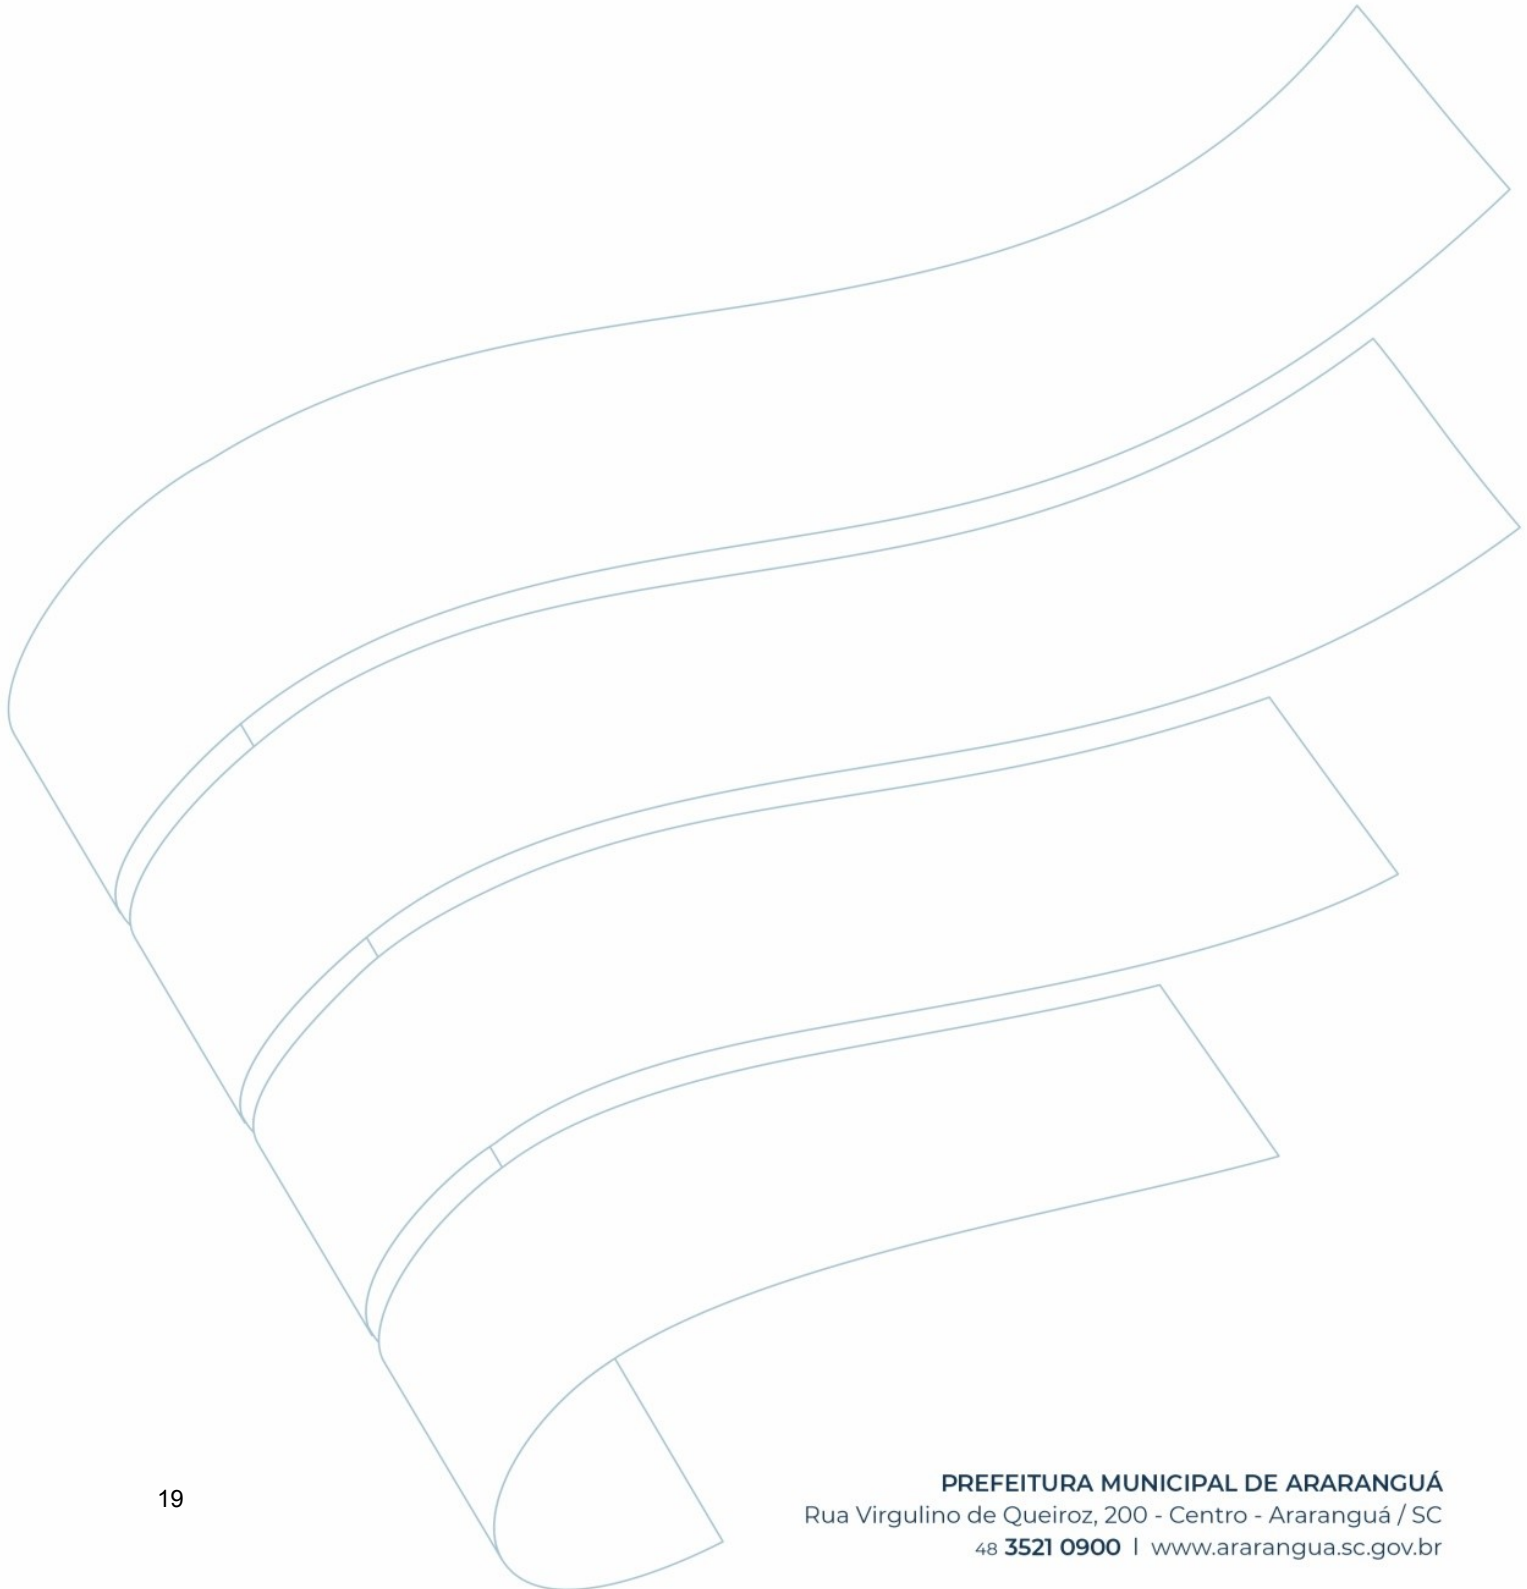 19
PREFEITURA MUNICIPAL DE ARARANGUÁ
Rua Virgulino de Queiroz, 200 - Centro - Araranguá / SC
48 3521 0900 | www.ararangua.sc.gov.br